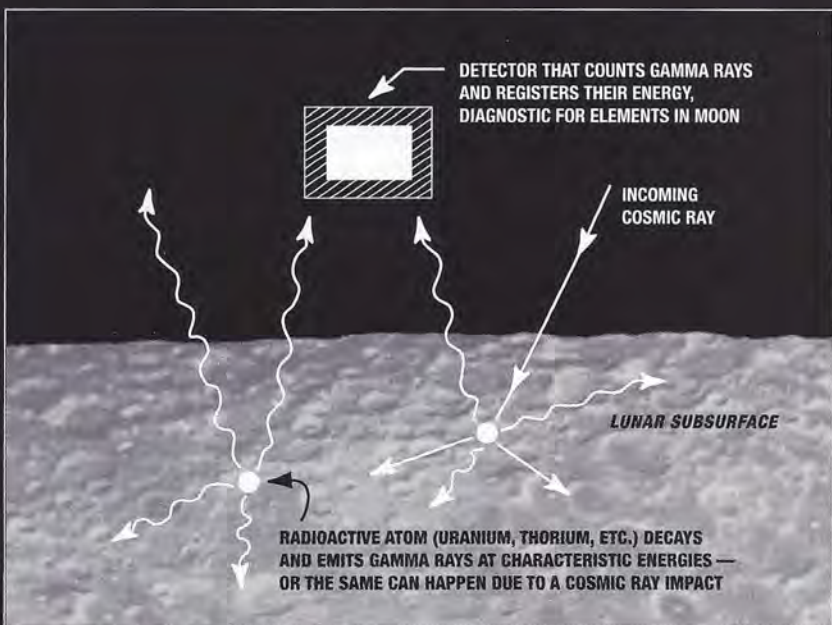 DETECTOR THAT COUNTS GAMMA RAYS
AND REGISTERS THEIR ENERGY,
DIAGNOSTIC FOR ELEMENTS IN MOON
INCOMING
COSMIC RAY
LUNAR SUBSURFACE
RADIOACTIVE ATOM (URANIUM, THORIUM, ETC.) DECAYS
AND EMITS GAMMA RAYS AT CHARACTERISTIC ENERGIES —
OR THE SAME CAN HAPPEN DUE TO A COSMIC RAY IMPACT